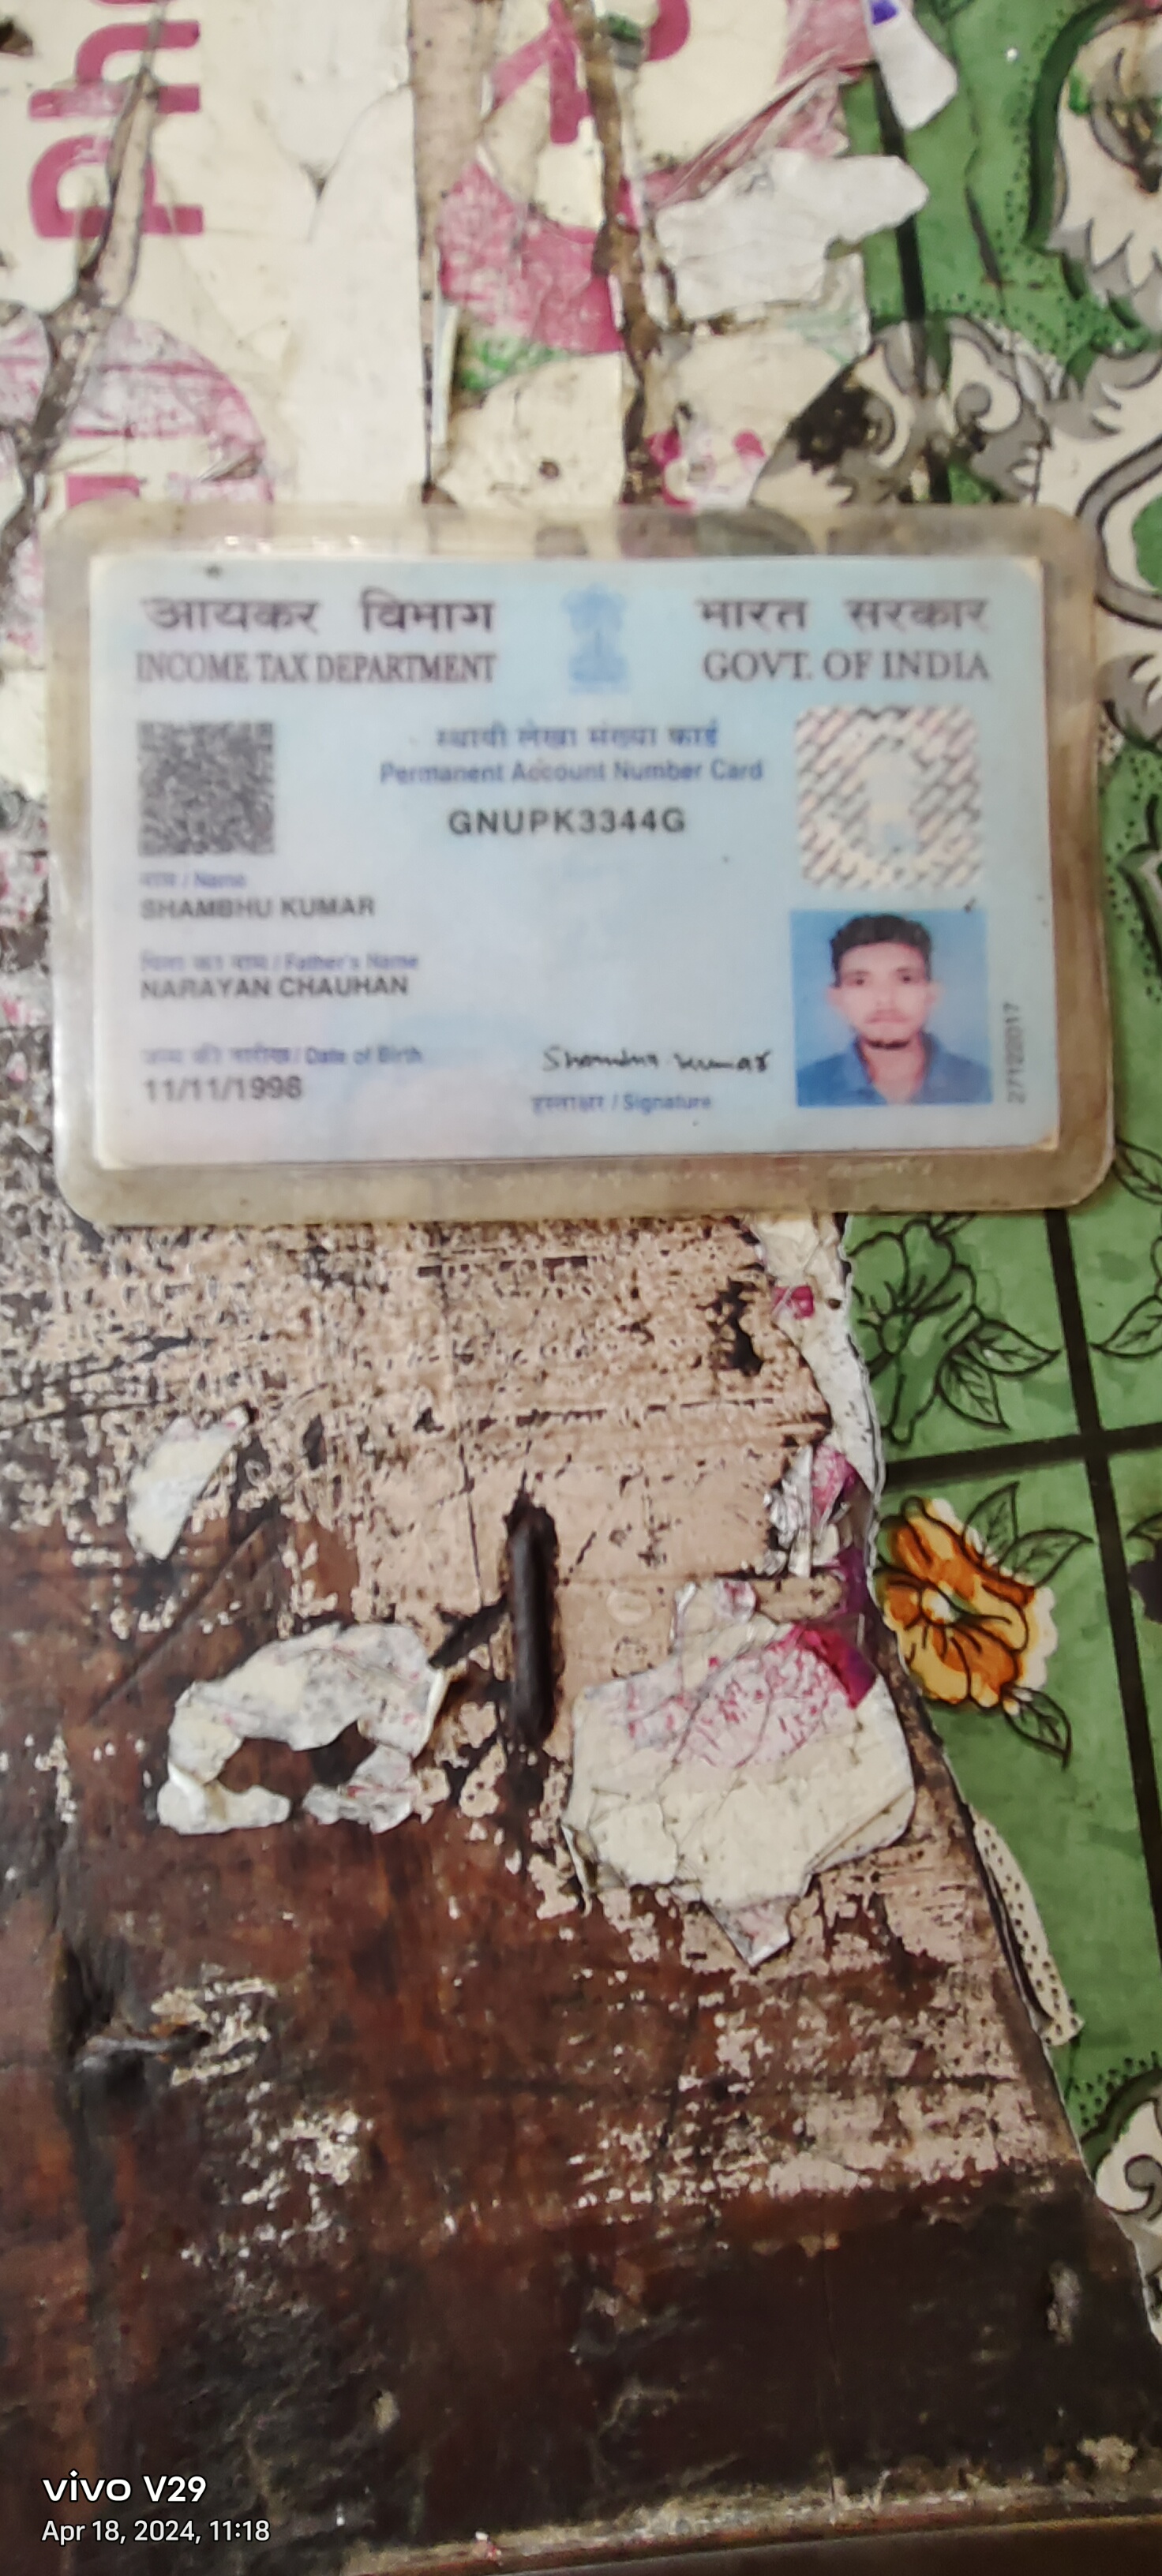 आयकर विभाग
INCOME TAX DEPARTMENT
भारत सरकार
GOVT. OF INDIA
स्थायी लेखा संख्या कार्ड
Permanent Account Number Card
GNUPK3344G
नाम / Name
SHAMBHU KUMAR
पिता का नाम / Father's Name
NARAYAN CHAUHAN
जन्म की तारीख / Date of Birth
11/11/1998
Shambhu Kumar
हस्ताक्षर / Signature
27122017
vivo V29
Apr 18, 2024, 11:18